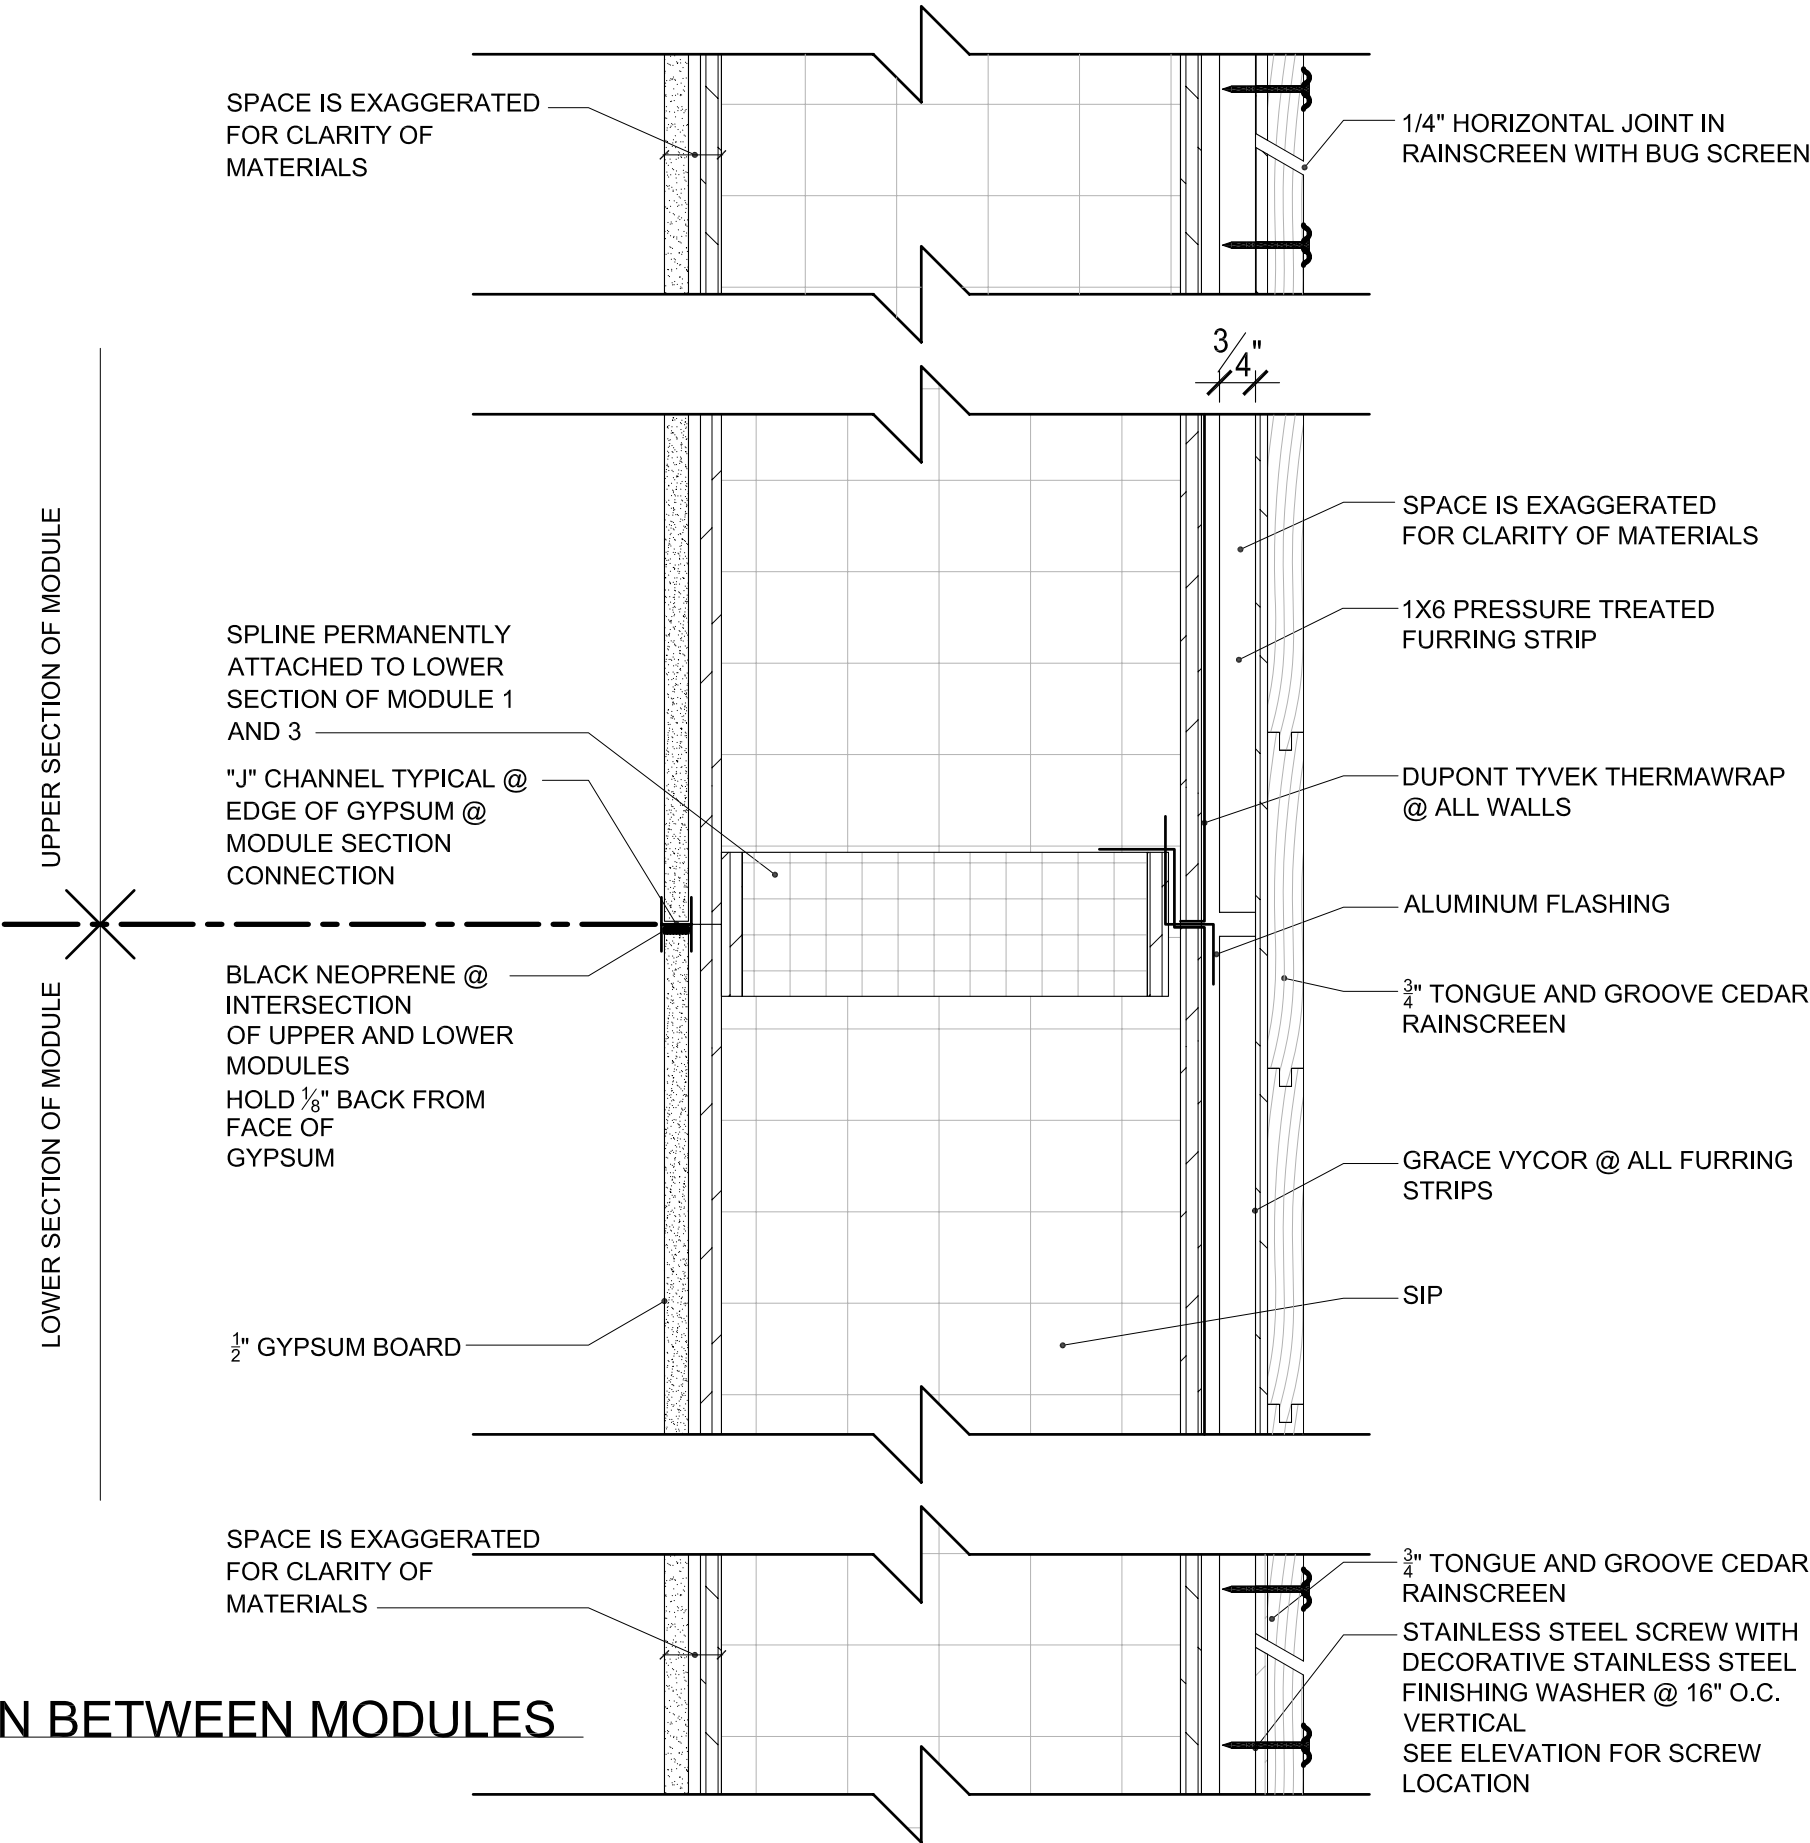 SPACE IS EXAGGERATED
FOR CLARITY OF
MATERIALS
1/4" HORIZONTAL JOINT IN
RAINSCREEN WITH BUG SCREEN
3/4"
UPPER SECTION OF MODULE
LOWER SECTION OF MODULE
SPLINE PERMANENTLY
ATTACHED TO LOWER
SECTION OF MODULE 1
AND 3
"J" CHANNEL TYPICAL @
EDGE OF GYPSUM @
MODULE SECTION
CONNECTION
BLACK NEOPRENE @
INTERSECTION
OF UPPER AND LOWER
MODULES
HOLD 1/8" BACK FROM
FACE OF
GYPSUM
1/2" GYPSUM BOARD
SPACE IS EXAGGERATED
FOR CLARITY OF MATERIALS
1X6 PRESSURE TREATED
FURRING STRIP
DUPONT TYVEK THERMAWRAP
@ ALL WALLS
ALUMINUM FLASHING
3/4" TONGUE AND GROOVE CEDAR
RAINSCREEN
GRACE VYCOR @ ALL FURRING
STRIPS
SIP
SPACE IS EXAGGERATED
FOR CLARITY OF
MATERIALS
3/4" TONGUE AND GROOVE CEDAR
RAINSCREEN
STAINLESS STEEL SCREW WITH
DECORATIVE STAINLESS STEEL
FINISHING WASHER @ 16" O.C.
VERTICAL
SEE ELEVATION FOR SCREW
LOCATION
N BETWEEN MODULES